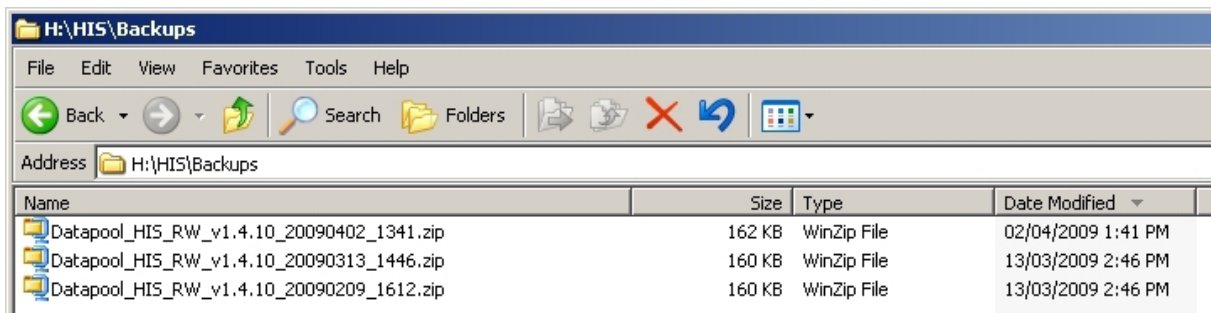 H:\HIS\Backups
File Edit View Favorites Tools Help
Back Search Folders
Address H:\HIS\Backups
Name Size Type Date Modified
Datapool_HIS_RW_v1.4.10_20090402_1341.zip 162 KB WinZip File 02/04/2009 1:41 PM
Datapool_HIS_RW_v1.4.10_20090313_1446.zip 160 KB WinZip File 13/03/2009 2:46 PM
Datapool_HIS_RW_v1.4.10_20090209_1612.zip 160 KB WinZip File 13/03/2009 2:46 PM